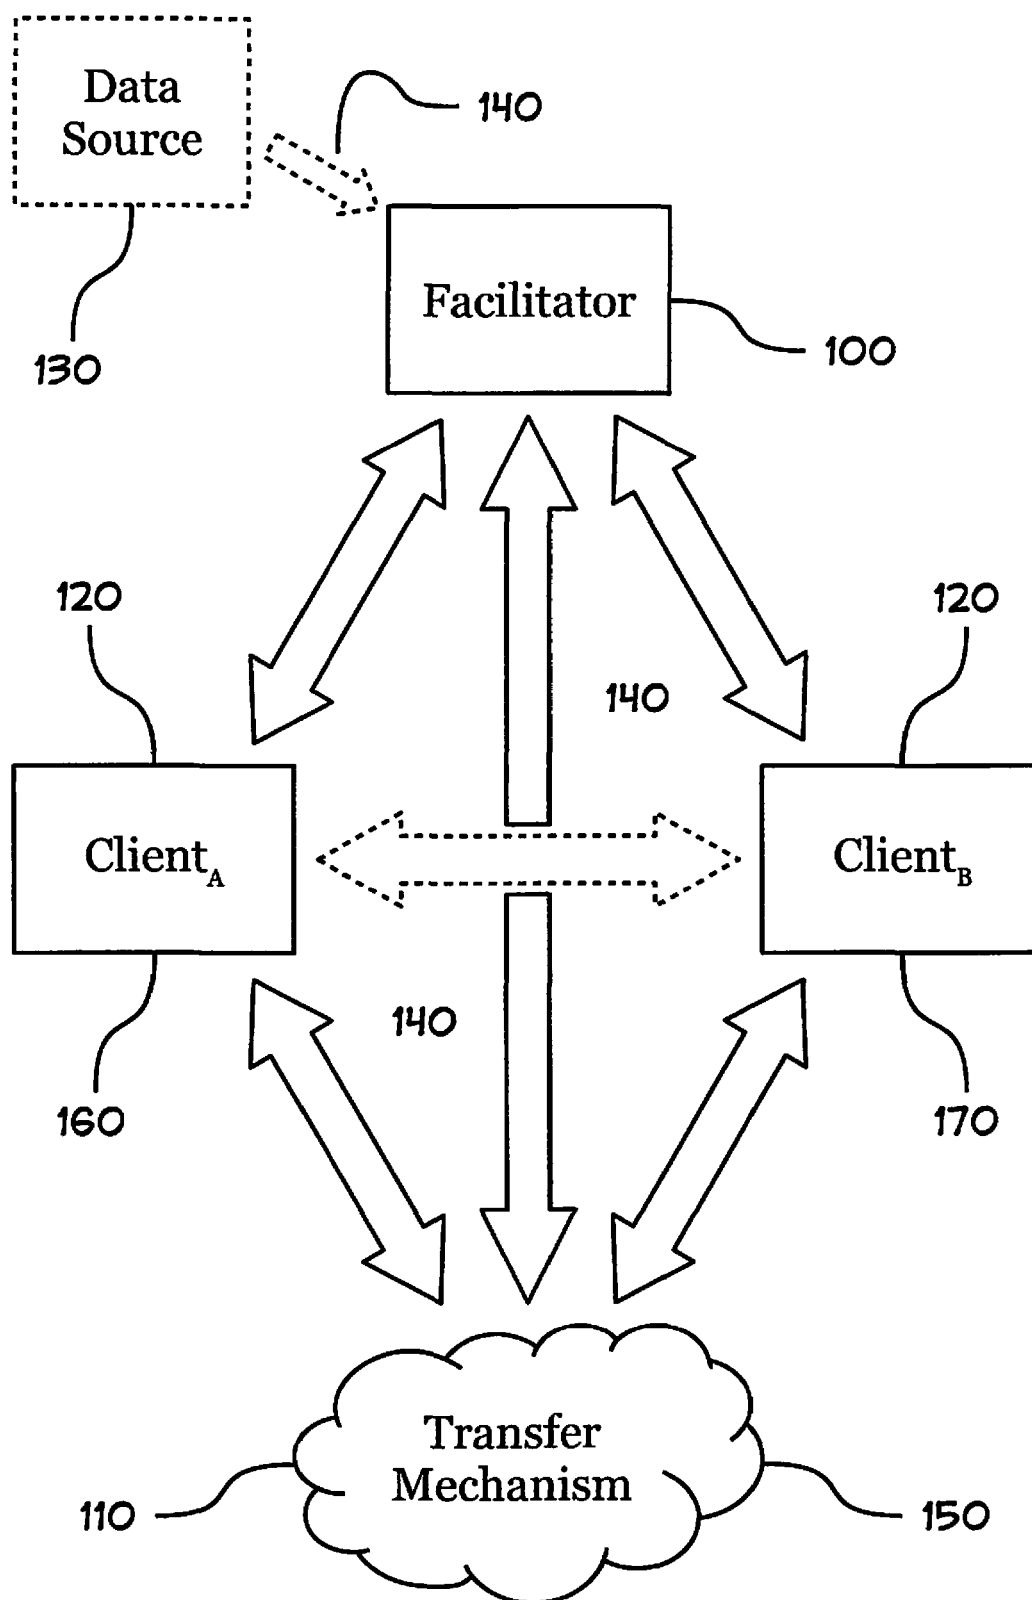 Data
Source
140
130
Facilitator
100
120
120
140
Client_A
Client_B
140
160
170
Transfer
Mechanism
110
150